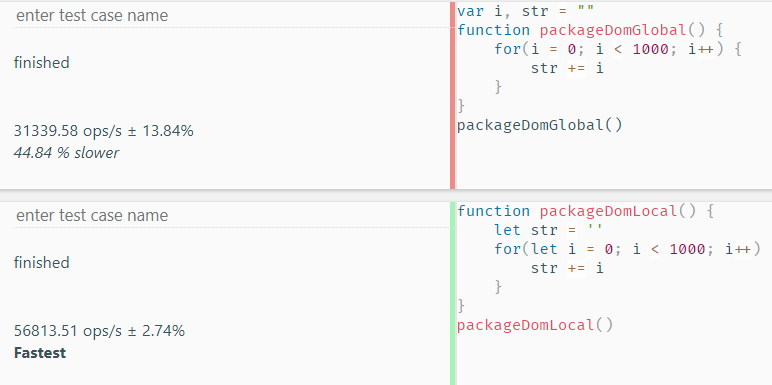 enter test case name
finished
31339.58 ops/s ± 13.84%
44.84 % slower
var i, str = ""
function packageDomGlobal() {
    for(i = 0; i < 1000; i++) {
        str += i
    }
}
packageDomGlobal()
enter test case name
finished
56813.51 ops/s ± 2.74%
Fastest
function packageDomLocal() {
    let str = ''
    for(let i = 0; i < 1000; i++)
        str += i
    }
}
packageDomLocal()